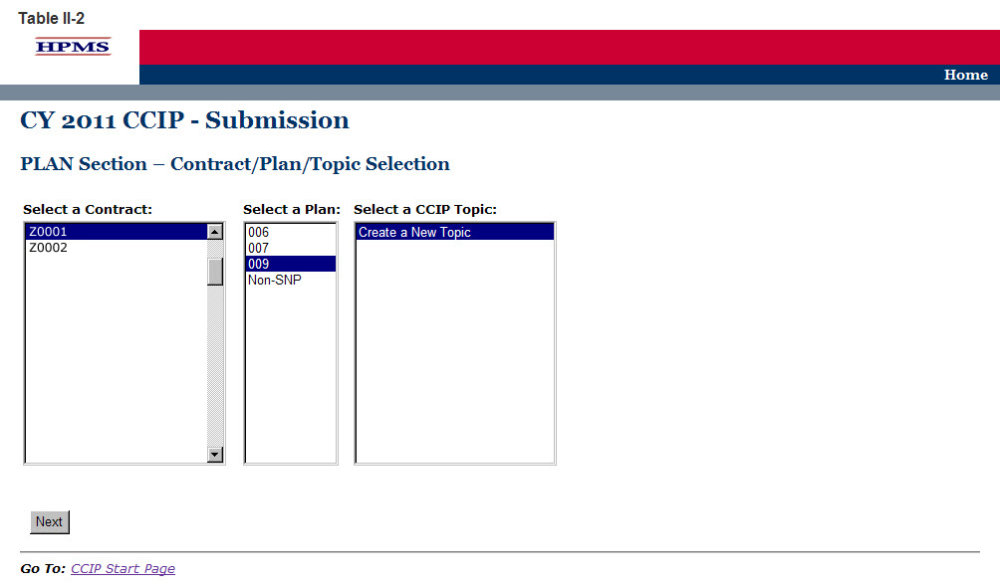 Table II-2
HPMS
Home
CY 2011 CCIP - Submission
PLAN Section – Contract/Plan/Topic Selection
Select a Contract: Select a Plan: Select a CCIP Topic:
Z0001 006 Create a New Topic
Z0002 007
009
Non-SNP
Next
Go To: CCIP Start Page